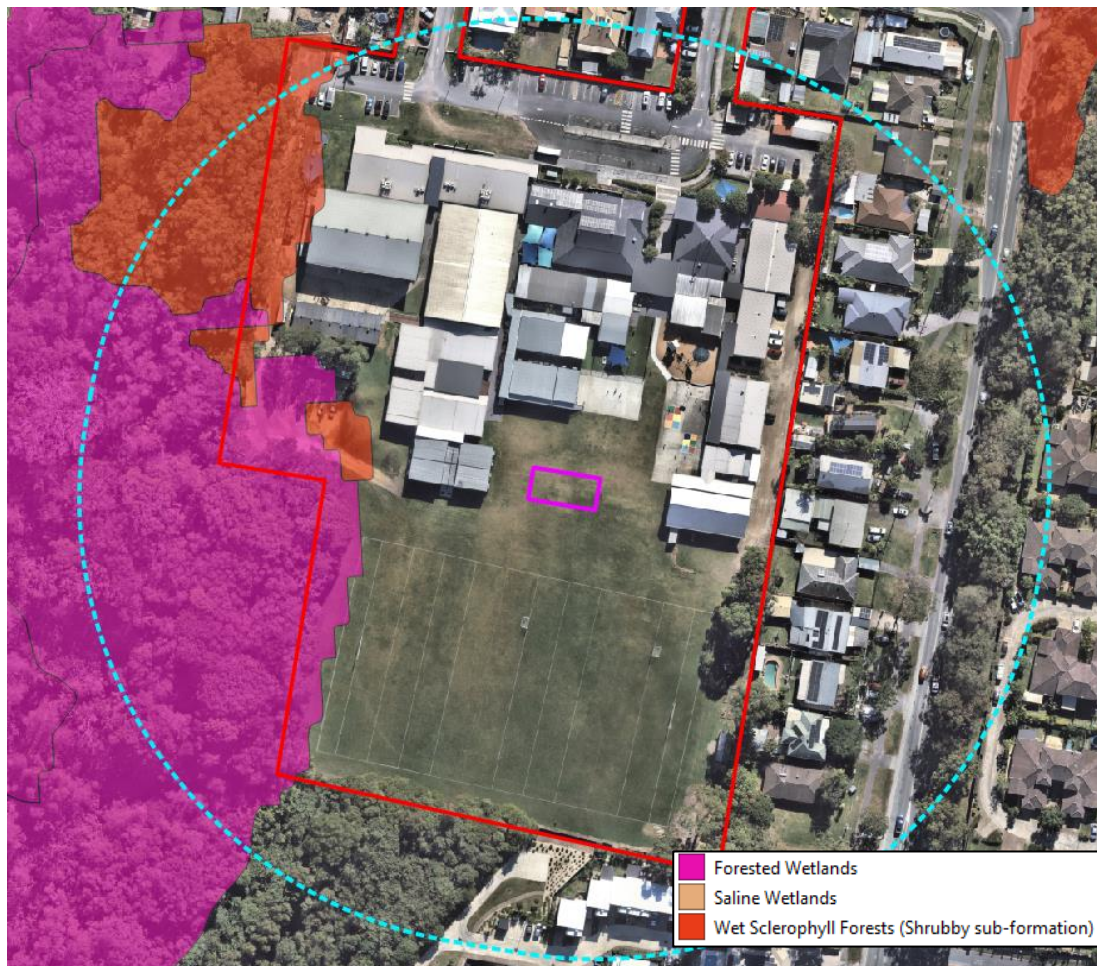 Forested Wetlands
Saline Wetlands
Wet Sclerophyll Forests (Shrubby sub-formation)